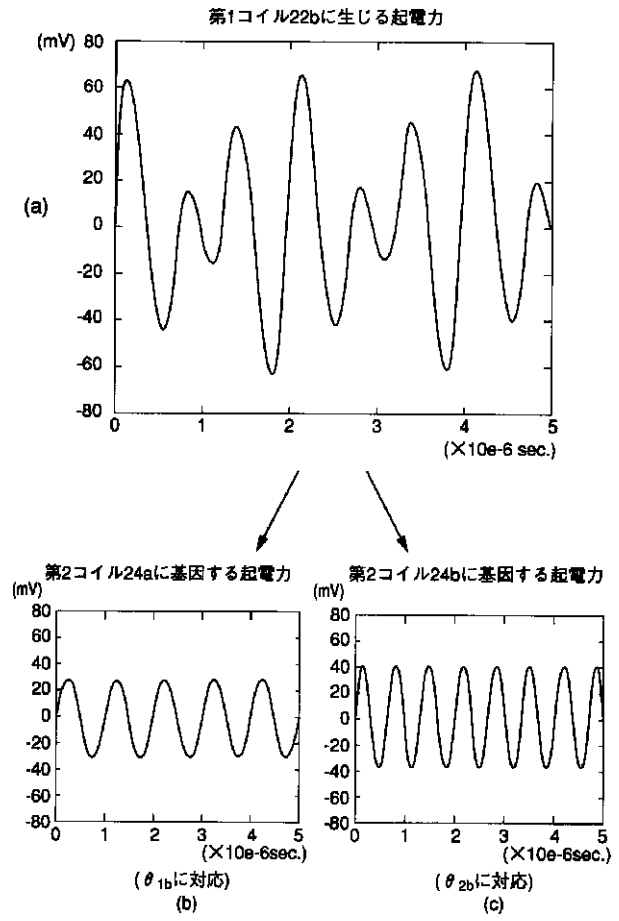 第1コイル22bに生じる起電力
(mV)
80
60
40
20
0
-20
-40
-60
-80
(a)
0 1 2 3 4 5
(×10e-6 sec.)
第2コイル24aに基因する起電力
(mV)
80
60
40
20
0
-20
-40
-60
-80
0 1 2 3 4 5
(×10e-6sec.)
(θ1bに対応)
(b)
第2コイル24bに基因する起電力
(mV)
80
60
40
20
0
-20
-40
-60
-80
0 1 2 3 4 5
(×10e-6sec.)
(θ2bに対応)
(c)